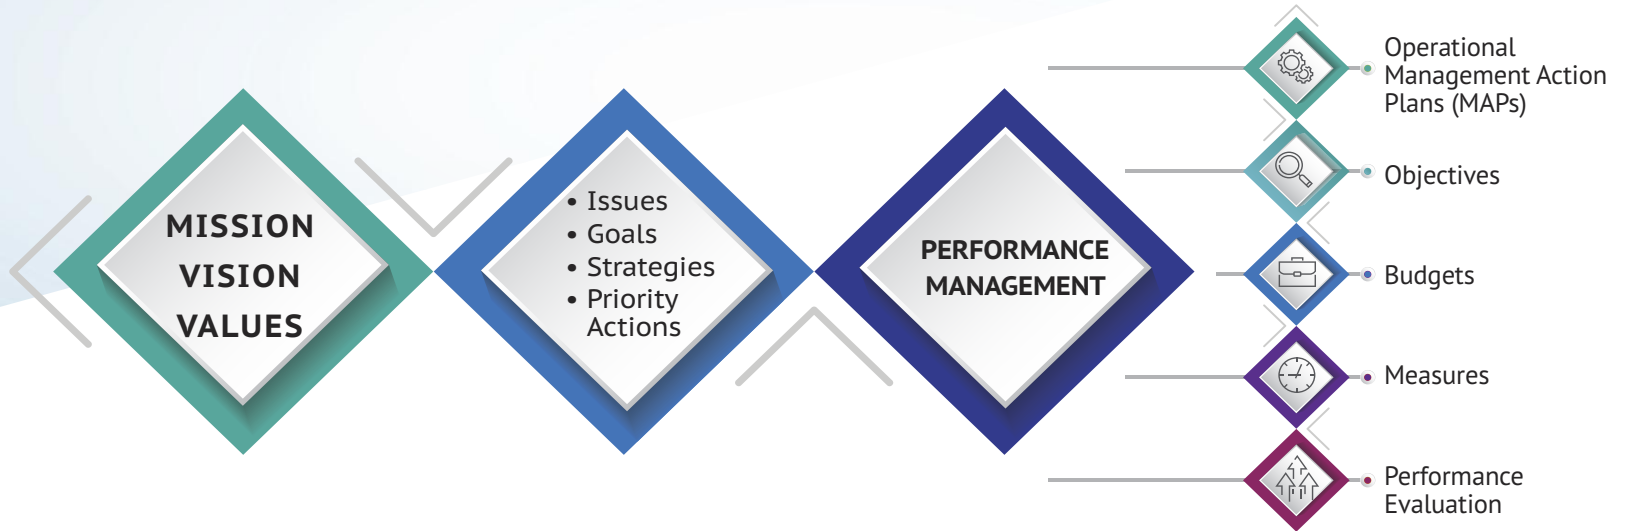 MISSION
VISION
VALUES
• Issues
• Goals
• Strategies
• Priority
Actions
PERFORMANCE
MANAGEMENT
Operational
Management Action
Plans (MAPs)
Objectives
Budgets
Measures
Performance
Evaluation